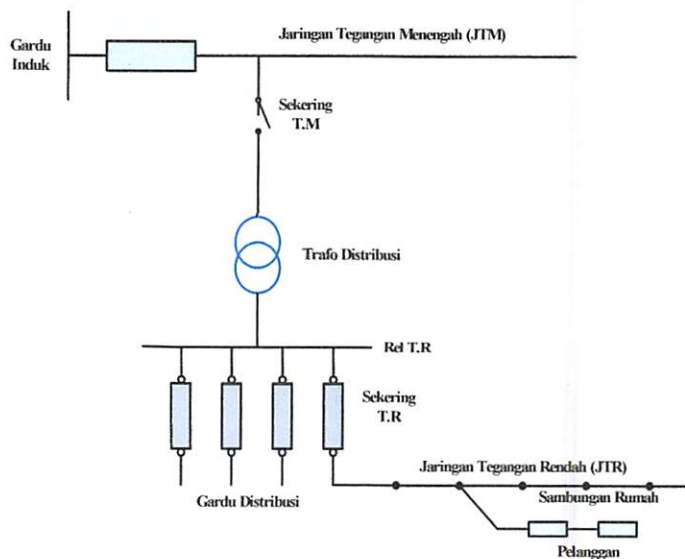 Gardu
Induk
Jaringan Tegangan Menengah (JTM)
Sekering
T.M
Trafo Distribusi
Rel T.R
Sekering
T.R
Gardu Distribusi
Jaringan Tegangan Rendah (JTR)
Sambungan Rumah
Pelanggan